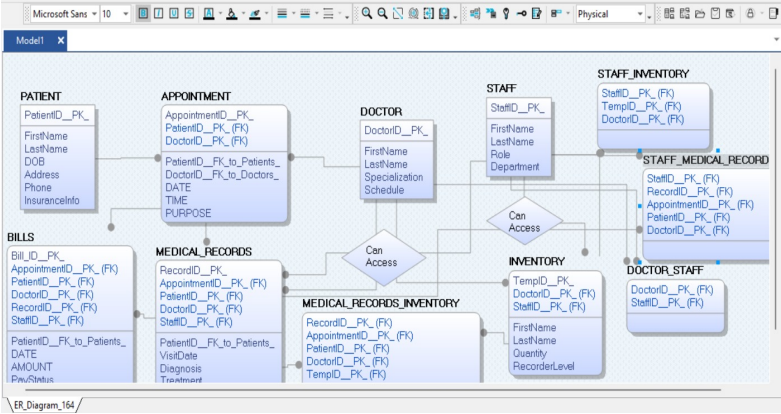 Microsoft Sans 10 B I U S A Physical
Model1
PATIENT
PatientID__PK_
FirstName
LastName
DOB
Address
Phone
InsuranceInfo
APPOINTMENT
AppointmentID__PK_
PatientID__PK_ (FK)
DoctorID__PK_ (FK)
PatientID__FK_to_Patients_
DoctorID__FK_to_Doctors_
DATE
TIME
PURPOSE
DOCTOR
DoctorID__PK_
FirstName
LastName
Specialization
Schedule
STAFF
StaffID__PK_
FirstName
LastName
Role
Department
STAFF_INVENTORY
StaffID__PK_ (FK)
TempID__PK_ (FK)
DoctorID__PK_ (FK)
STAFF_MEDICAL_RECORD
StaffID__PK_ (FK)
RecordID__PK_ (FK)
AppointmentID__PK_ (FK)
PatientID__PK_ (FK)
DoctorID__PK_ (FK)
BILLS
Bill_ID__PK_
AppointmentID__PK_ (FK)
PatientID__PK_ (FK)
DoctorID__PK_ (FK)
RecordID__PK_ (FK)
StaffID__PK_ (FK)
PatientID__FK_to_Patients_
DATE
AMOUNT
PayStatus
MEDICAL_RECORDS
RecordID__PK_
AppointmentID__PK_ (FK)
PatientID__PK_ (FK)
DoctorID__PK_ (FK)
StaffID__PK_ (FK)
PatientID__FK_to_Patients_
VisitDate
Diagnosis
Treatment
Can
Access
Can
Access
MEDICAL_RECORDS_INVENTORY
RecordID__PK_ (FK)
AppointmentID__PK_ (FK)
PatientID__PK_ (FK)
DoctorID__PK_ (FK)
TempID__PK_ (FK)
INVENTORY
TempID__PK_
DoctorID__PK_ (FK)
StaffID__PK_ (FK)
FirstName
LastName
Quantity
RecorderLevel
DOCTOR_STAFF
DoctorID__PK_ (FK)
StaffID__PK_ (FK)
ER_Diagram_164